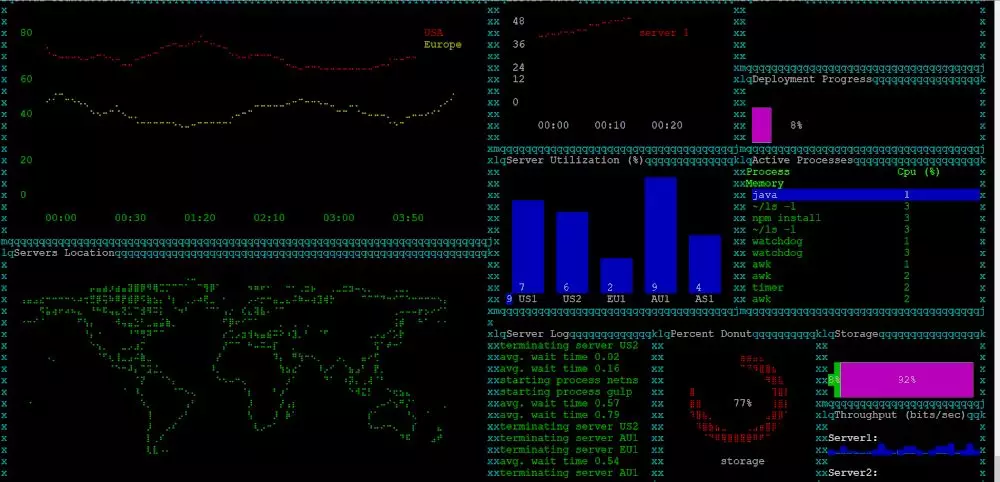 80
USA
Europe
60
40
20
0
00:00 00:30 01:20 02:10 03:00 03:50
Servers Location
48
server 1
36
24
12
0
00:00 00:10 00:20
Server Utilization (%)
7 6 2 9 4
9 US1 US2 EU1 AU1 AS1
Deployment Progress
8%
Active Processes
Process Cpu (%)
Memory
java 1
~/ls -l 3
npm install 3
~/ls -l 3
watchdog 1
watchdog 3
awk 1
awk 2
timer 2
awk 2
Server Log
terminating server US2
avg. wait time 0.02
avg. wait time 0.16
starting process netns
starting process gulp
avg. wait time 0.57
avg. wait time 0.79
terminating server US2
terminating server AU1
terminating server EU1
avg. wait time 0.54
terminating server AU1
Percent Donut
77%
storage
Storage
8% 92%
Throughput (bits/sec)
Server1:
Server2: